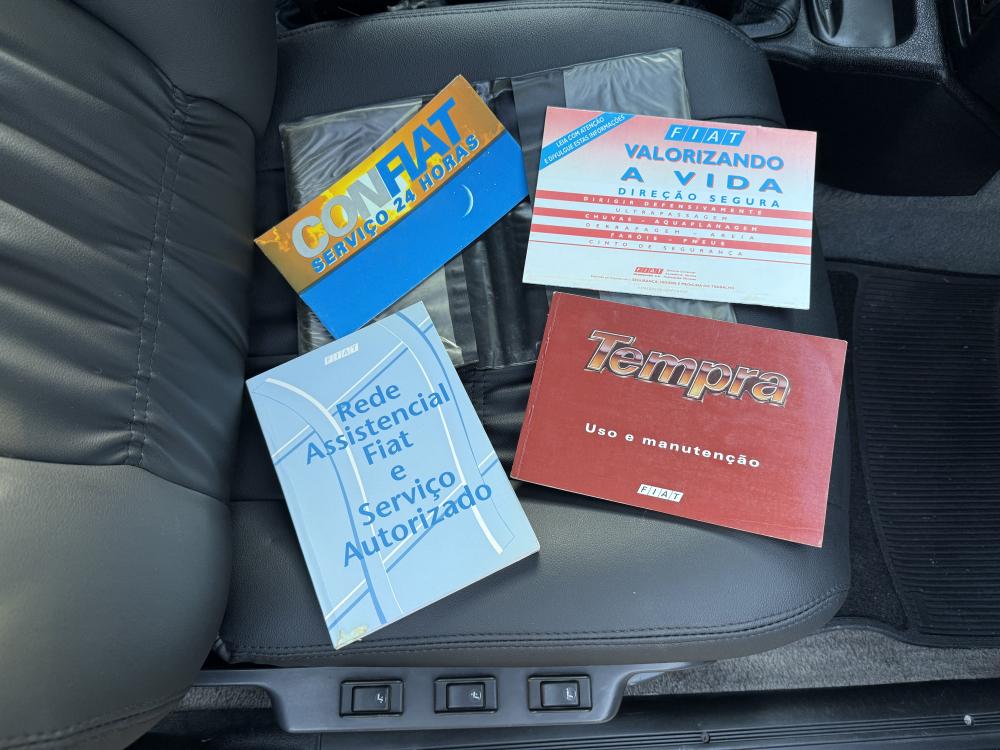 CONFIAT
SERVIÇO 24 HORAS
LEIA COM ATENÇÃO
E DIVULGUE ESTAS INFORMAÇÕES
FIAT
VALORIZANDO
A VIDA
DIREÇÃO SEGURA
DIRIGIR DEFENSIVAMENTE
ULTRAPASSAGEM
CHUVAS - AQUAPLANAGEM
DERRAPAGEM - AREIA
FARÓIS - PNEUS
CINTO DE SEGURANÇA
FIAT
FIAT
Rede
Assistencial
Fiat
e
Serviço
Autorizado
Tempra
Uso e manutenção
FIAT